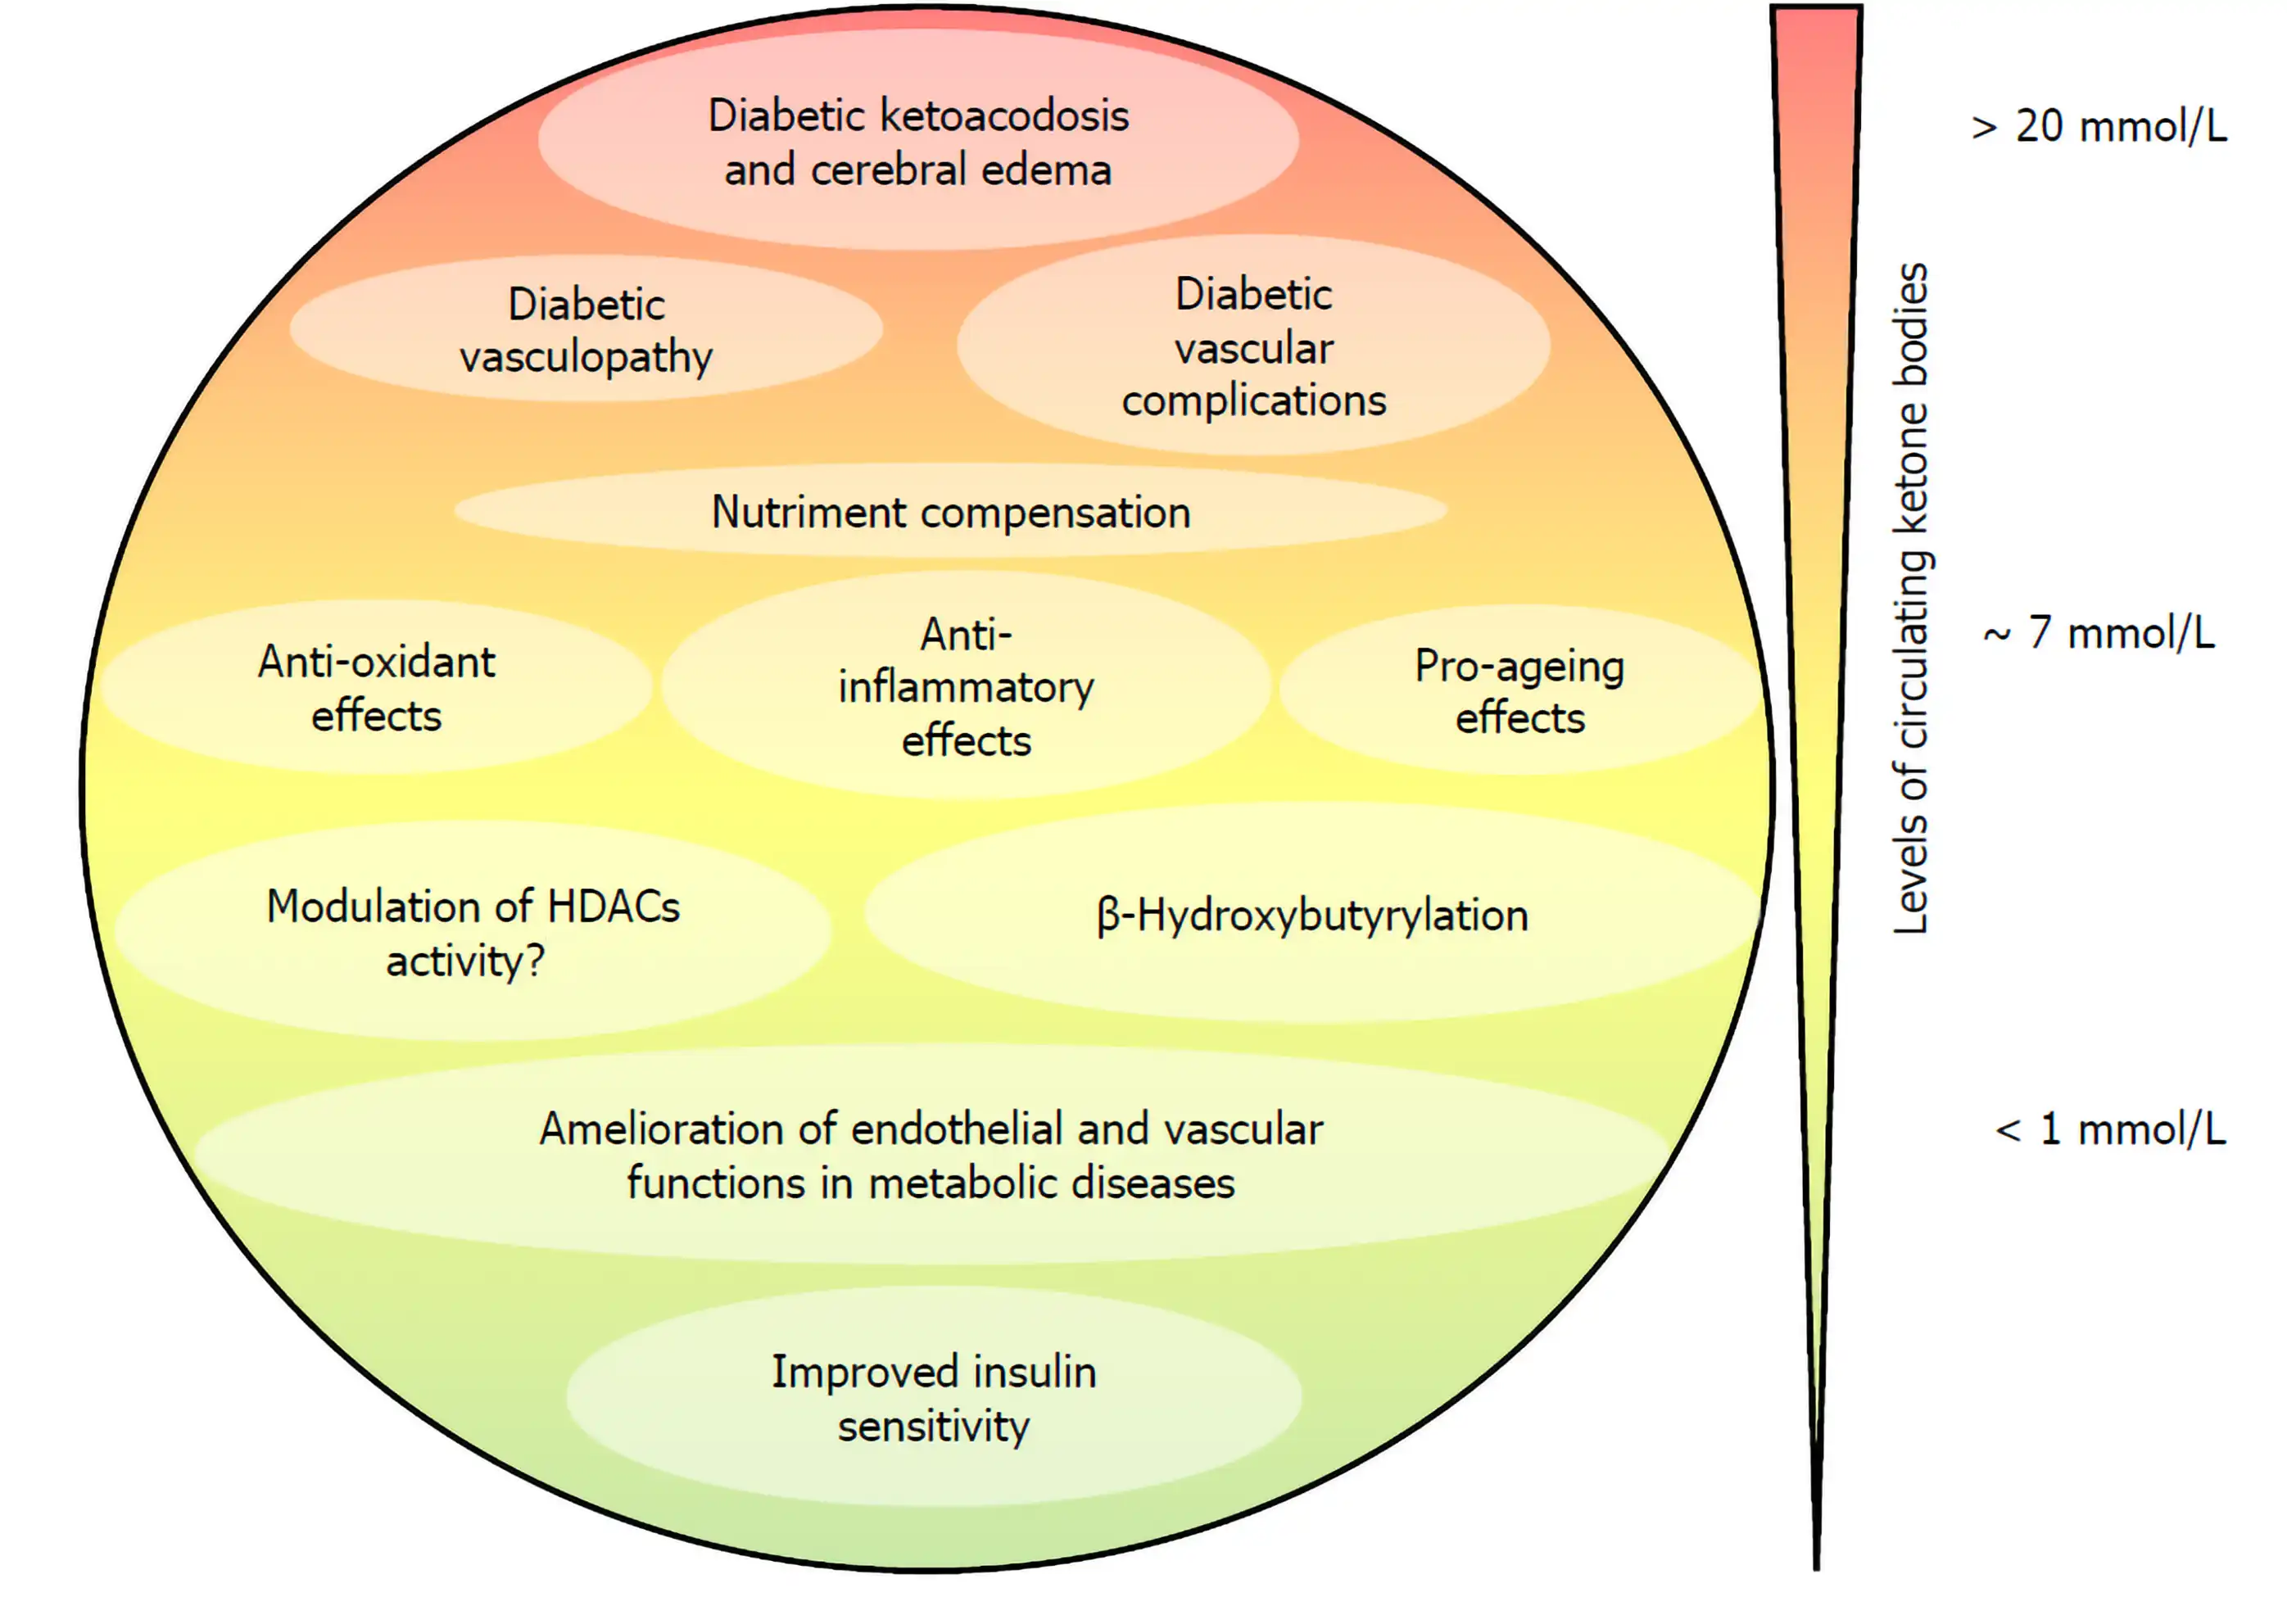 Diabetic ketoacodosis
and cerebral edema
> 20 mmol/L
Diabetic
vasculopathy
Diabetic
vascular
complications
Nutriment compensation
Levels of circulating ketone bodies
Anti-oxidant
effects
Anti-
inflammatory
effects
Pro-ageing
effects
~ 7 mmol/L
Modulation of HDACs
activity?
β-Hydroxybutyrylation
Amelioration of endothelial and vascular
functions in metabolic diseases
< 1 mmol/L
Improved insulin
sensitivity